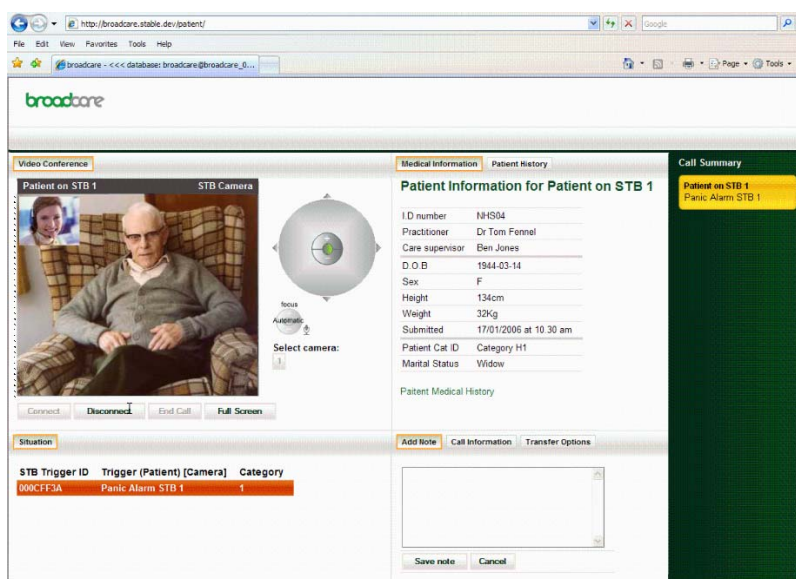 http://broadcare.stable.dev/patient/
Google
File Edit View Favorites Tools Help
broadcare - <<< database: broadcare@broadcare_0...
Page Tools
broadcare
Video Conference
Patient on STB 1 STB Camera
focus
Automatic
Select camera:
1
Connect Disconnect End Call Full Screen
Medical Information Patient History
Patient Information for Patient on STB 1
I.D number NHS04
Practitioner Dr Tom Fennel
Care supervisor Ben Jones
D.O.B 1944-03-14
Sex F
Height 134cm
Weight 32Kg
Submitted 17/01/2006 at 10.30 am
Patient Cat ID Category H1
Marital Status Widow
Paitent Medical History
Call Summary
Patient on STB 1
Panic Alarm STB 1
Situation
STB Trigger ID Trigger (Patient) [Camera] Category
000CFF3A Panic Alarm STB 1 1
Add Note Call Information Transfer Options
Save note Cancel